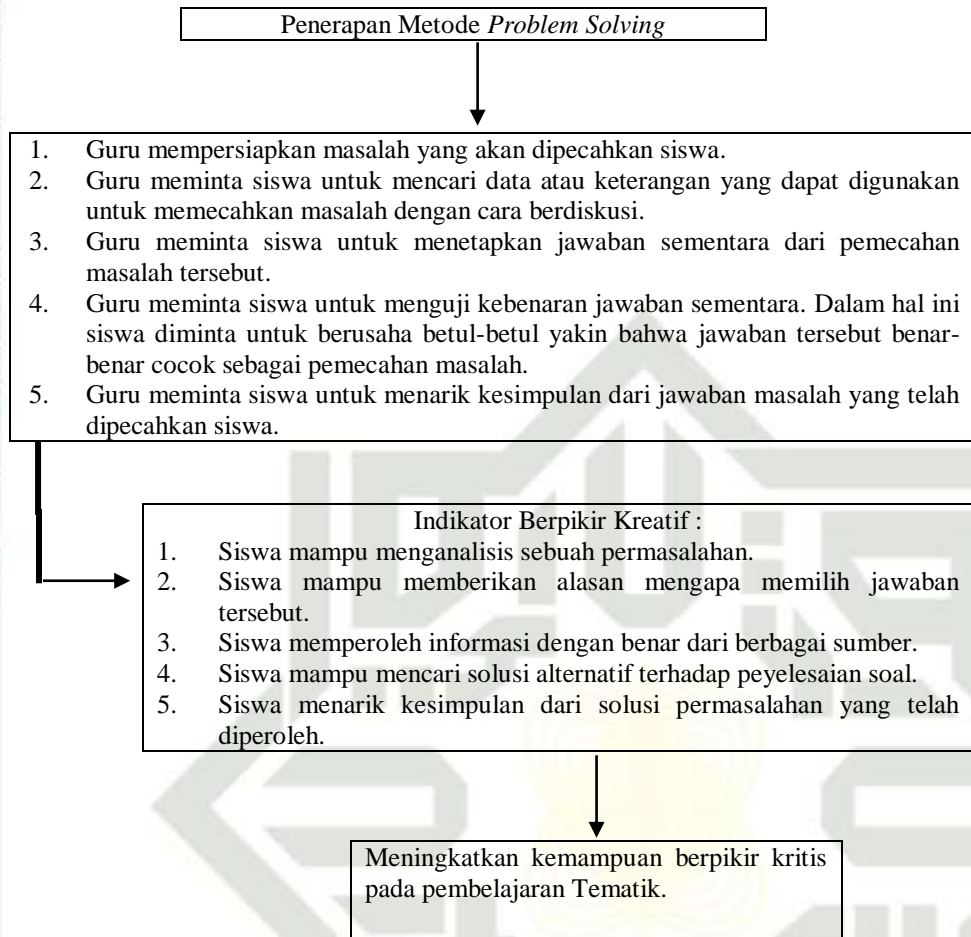 Penerapan Metode Problem Solving
1. Guru mempersiapkan masalah yang akan dipecahkan siswa.
2. Guru meminta siswa untuk mencari data atau keterangan yang dapat digunakan
untuk memecahkan masalah dengan cara berdiskusi.
3. Guru meminta siswa untuk menetapkan jawaban sementara dari pemecahan
masalah tersebut.
4. Guru meminta siswa untuk menguji kebenaran jawaban sementara. Dalam hal ini
siswa diminta untuk berusaha betul-betul yakin bahwa jawaban tersebut benar-
benar cocok sebagai pemecahan masalah.
5. Guru meminta siswa untuk menarik kesimpulan dari jawaban masalah yang telah
dipecahkan siswa.
Indikator Berpikir Kreatif :
1. Siswa mampu menganalisis sebuah permasalahan.
2. Siswa mampu memberikan alasan mengapa memilih jawaban
tersebut.
3. Siswa memperoleh informasi dengan benar dari berbagai sumber.
4. Siswa mampu mencari solusi alternatif terhadap peyelesaian soal.
5. Siswa menarik kesimpulan dari solusi permasalahan yang telah
diperoleh.
Meningkatkan kemampuan berpikir kritis
pada pembelajaran Tematik.